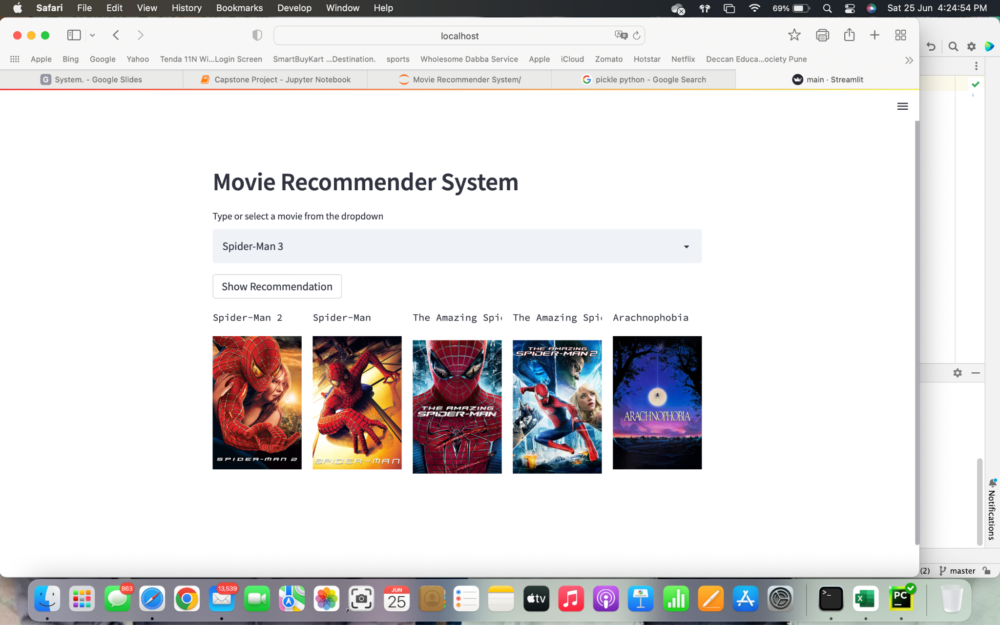 Safari File Edit View History Bookmarks Develop Window Help 69% Sat 25 Jun 4:24:54 PM
localhost
Apple Bing Google Yahoo Tenda 11N Wi...Login Screen SmartBuyKart ...Destination. sports Wholesome Dabba Service Apple iCloud Zomato Hotstar Netflix Deccan Educa...ociety Pune
G System. - Google Slides Capstone Project - Jupyter Notebook Movie Recommender System/ G pickle python - Google Search main · Streamlit
Movie Recommender System
Type or select a movie from the dropdown
Spider-Man 3
Show Recommendation
Spider-Man 2 Spider-Man The Amazing Spi The Amazing Spi Arachnophobia
SPIDER-MAN 2
SPIDER-MAN
THE AMAZING
SPIDER-MAN
THE AMAZING
SPIDER-MAN 2
ARACHNOPHOBIA
Notifications
(2) master
863
13,539
JUN
25
tv
>_
X
PC